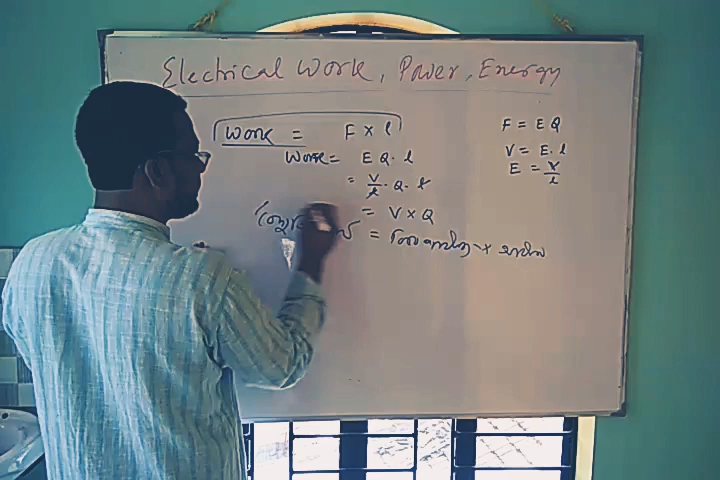 Electrical Work, Power, Energy
Work = F x l
Work = E Q . l
= V/l . Q . l
= V x Q
=
x
F = E Q
V = E . l
E = V/l